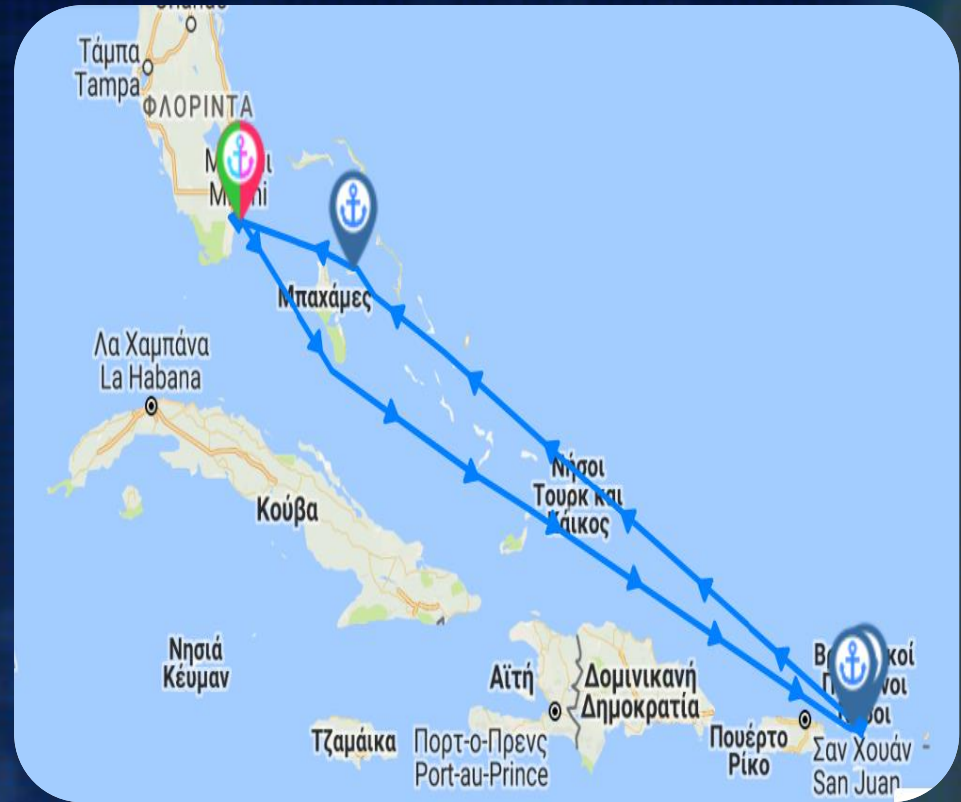 Τάμπα
Tampa
ΦΛΟΡΙΝΤΑ
Μπαχάμες
Λα Χαμπάνα
La Habana
Κούβα
Νήσοι
Τουρκ και
Κάικος
Νησιά
Κέυμαν
Αϊτή
Δομινικανή
Δημοκρατία
Τζαμάικα
Πορτ-ο-Πρενς
Port-au-Prince
Πουέρτο
Ρίκο
Σαν Χουάν
San Juan